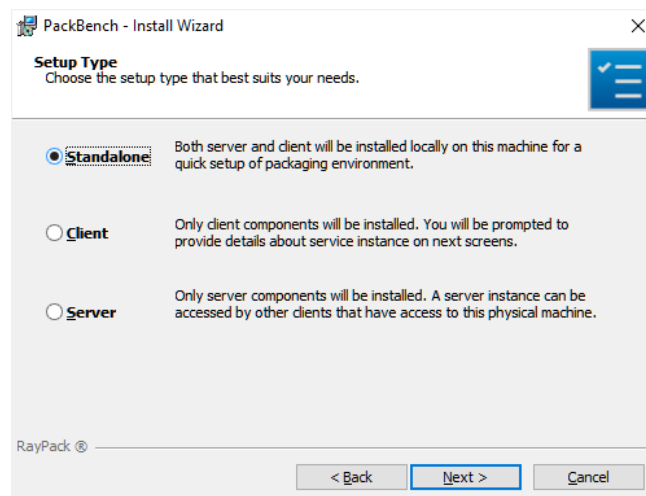 PackBench - Install Wizard
Setup Type
Choose the setup type that best suits your needs.
Standalone
Both server and client will be installed locally on this machine for a
quick setup of packaging environment.
Client
Only client components will be installed. You will be prompted to
provide details about service instance on next screens.
Server
Only server components will be installed. A server instance can be
accessed by other clients that have access to this physical machine.
RayPack ®
< Back
Next >
Cancel